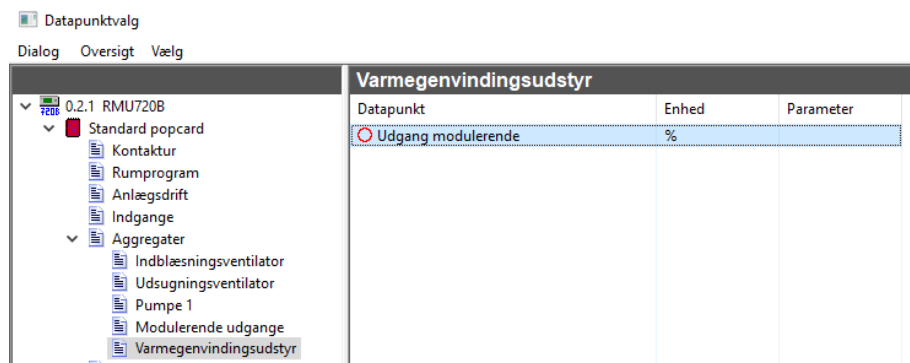 Datapunktvalg
Dialog Oversigt Vælg
Varmegenvindingsudstyr
Datapunkt Enhed Parameter
Udgang modulerende %
0.2.1 RMU720B
Standard popcard
Kontaktur
Rumprogram
Anlægsdrift
Indgange
Aggregater
Indblæsningsventilator
Udsugningsventilator
Pumpe 1
Modulerende udgange
Varmegenvindingsudstyr